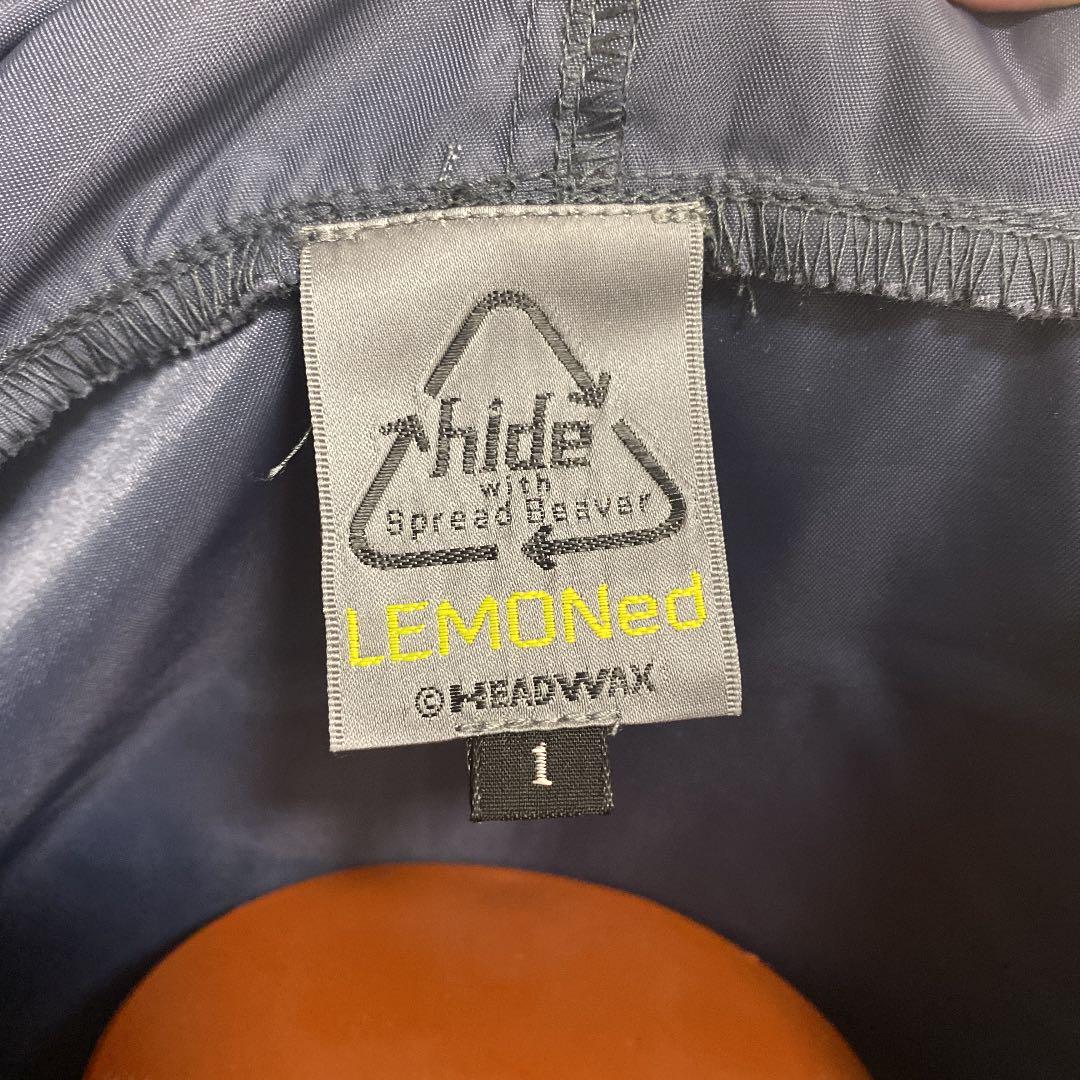 hide
with
Spread Beaver
LEMONed
©HEADWAX
1